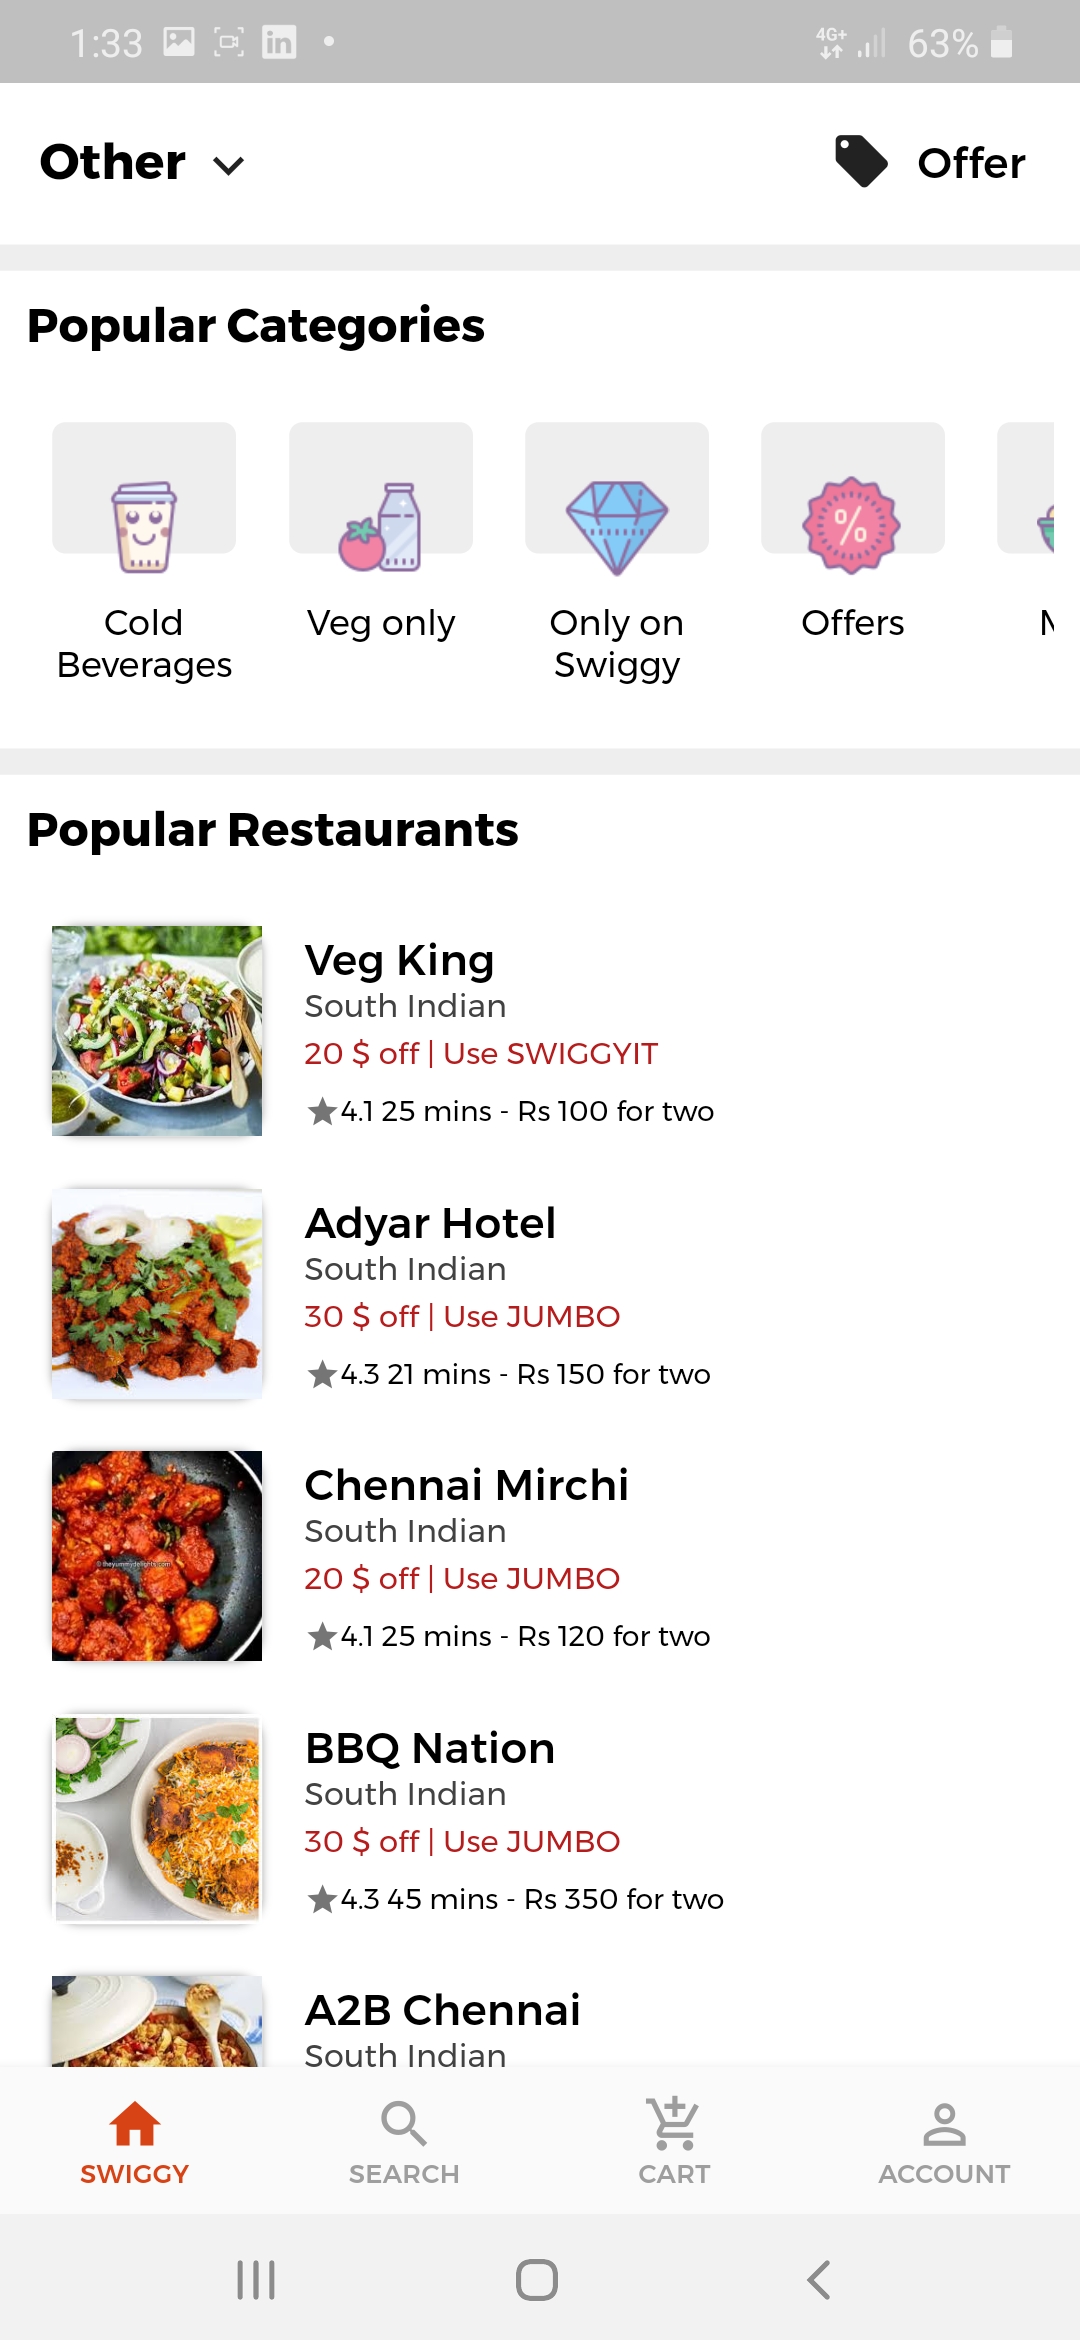 1:33
4G+
63%
Other
Offer
Popular Categories
Cold
Beverages
Veg only
Only on
Swiggy
%
Offers
Popular Restaurants
Veg King
South Indian
20 $ off | Use SWIGGYIT
4.1 25 mins - Rs 100 for two
Adyar Hotel
South Indian
30 $ off | Use JUMBO
4.3 21 mins - Rs 150 for two
© theyummydelights.com
Chennai Mirchi
South Indian
20 $ off | Use JUMBO
4.1 25 mins - Rs 120 for two
BBQ Nation
South Indian
30 $ off | Use JUMBO
4.3 45 mins - Rs 350 for two
A2B Chennai
South Indian
SWIGGY
SEARCH
CART
ACCOUNT